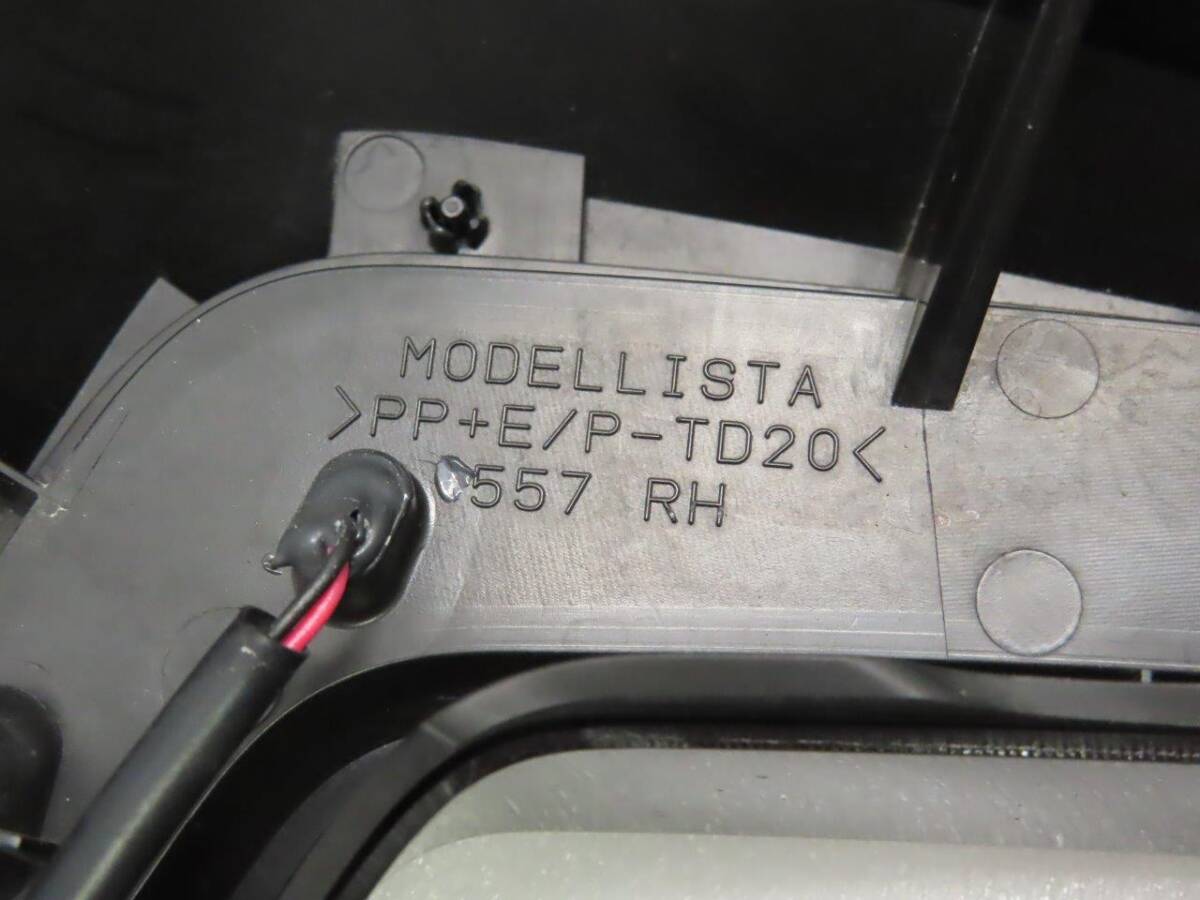 MODELLISTA
>PP+E/P-TD20<
557 RH